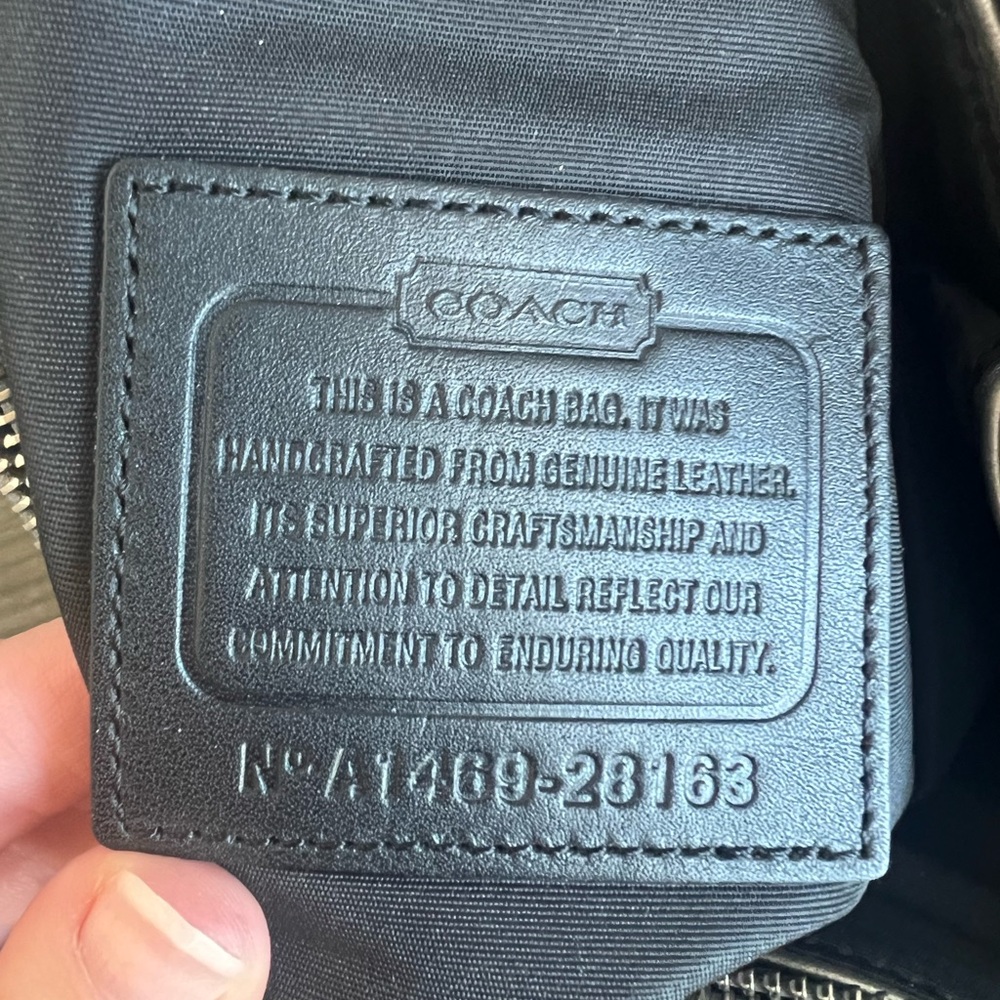 COACH
THIS IS A COACH BAG. IT WAS
HANDCRAFTED FROM GENUINE LEATHER.
ITS SUPERIOR CRAFTSMANSHIP AND
ATTENTION TO DETAIL REFLECT OUR
COMMITMENT TO ENDURING QUALITY.
Nº A1469-28163